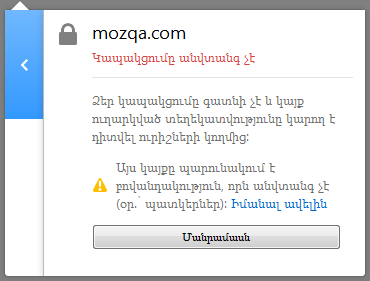 mozqa.com
Կապակցումը անվտանգ չէ
Ձեր կապակցումը գաղտնի չէ և կայք
ուղարկված տեղեկատվությունը կարող է
դիտվել ուրիշների կողմից:
Այս կայքը պարունակում է
բովանդակություն, որն անվտանգ չէ
(օր.՝ պատկերներ): Իմանալ ավելին
Մանրամասն